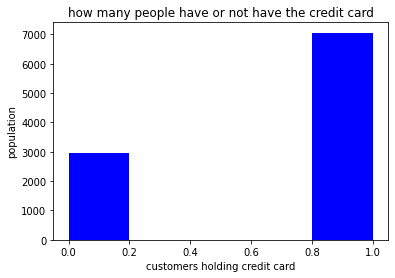 how many people have or not have the credit card
population
7000
6000
5000
4000
3000
2000
1000
0
0.0 0.2 0.4 0.6 0.8 1.0
customers holding credit card